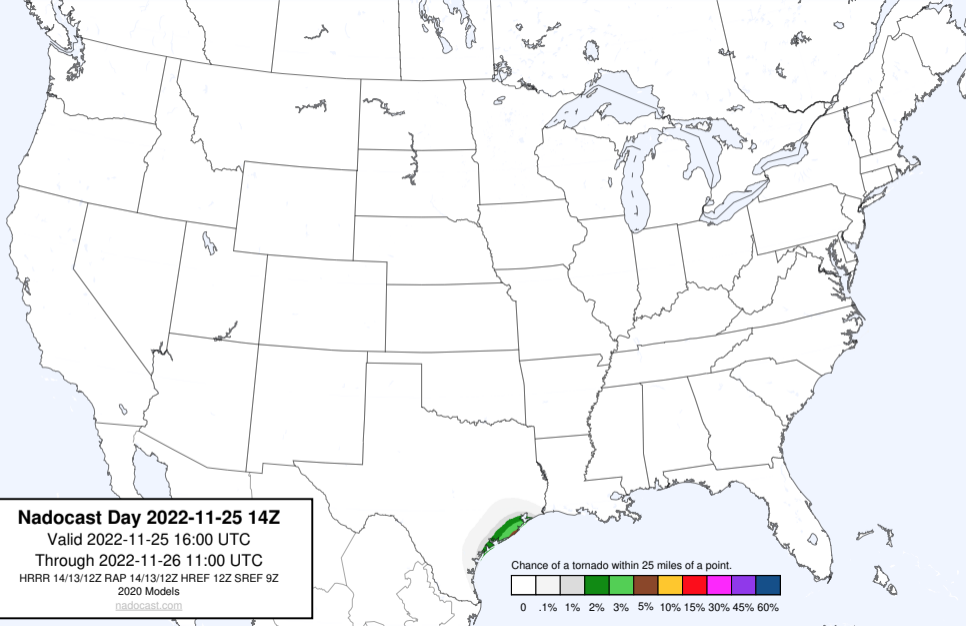 Nadocast Day 2022-11-25 14Z
Valid 2022-11-25 16:00 UTC
Through 2022-11-26 11:00 UTC
HRRR 14/13/12Z RAP 14/13/12Z HREF 12Z SREF 9Z
2020 Models
nadocast.com
Chance of a tornado within 25 miles of a point.
0 .1% 1% 2% 3% 5% 10% 15% 30% 45% 60%